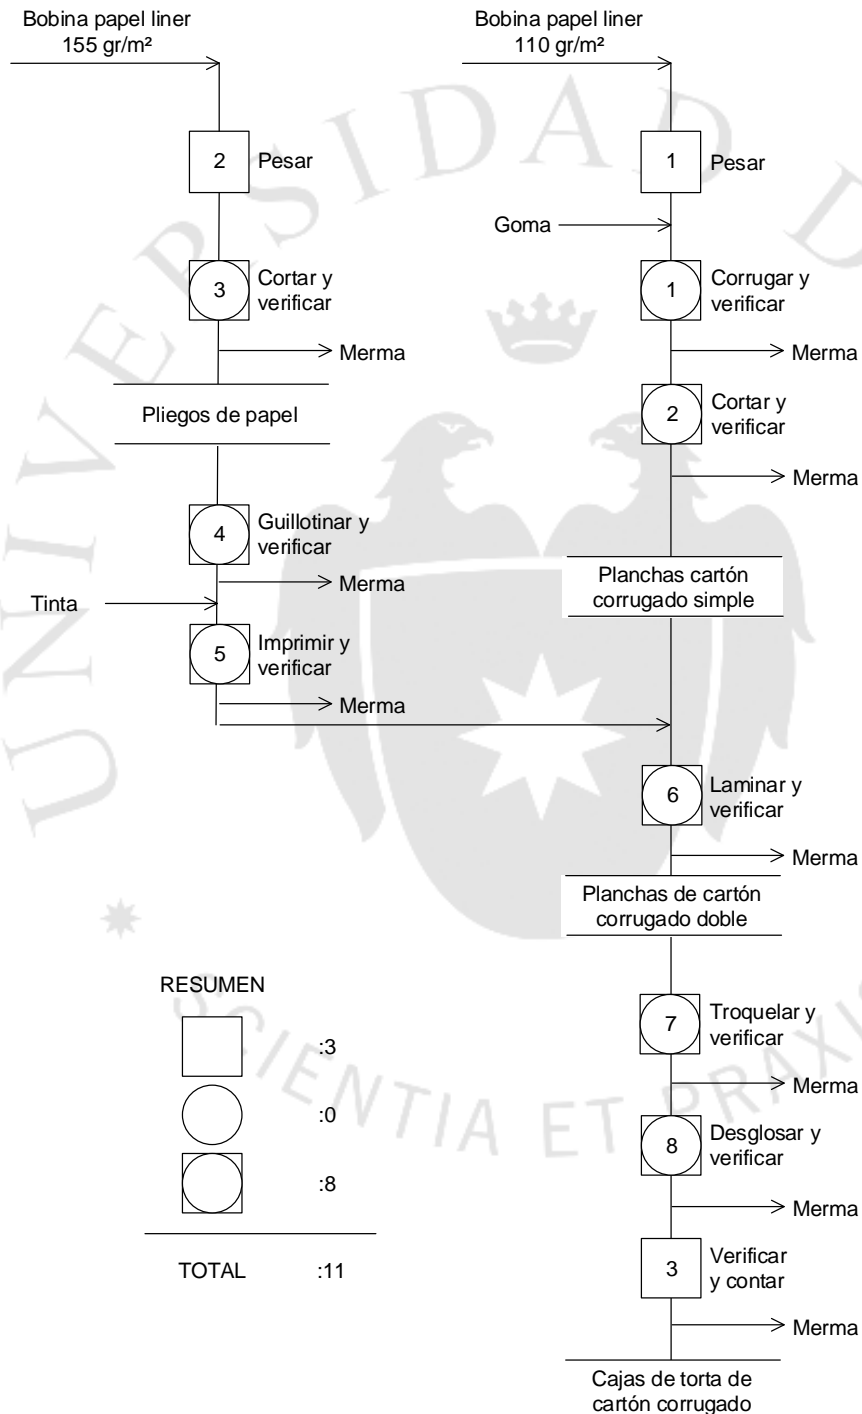 Bobina papel liner
155 gr/m²
2
Pesar
3
Cortar y
verificar
Merma
Pliegos de papel
4
Guillotinar y
verificar
Merma
Tinta
5
Imprimir y
verificar
Merma
Bobina papel liner
110 gr/m²
1
Pesar
Goma
1
Corrugar y
verificar
Merma
2
Cortar y
verificar
Merma
Planchas cartón
corrugado simple
6
Laminar y
verificar
Merma
Planchas de cartón
corrugado doble
7
Troquelar y
verificar
Merma
8
Desglosar y
verificar
Merma
3
Verificar
y contar
Merma
Cajas de torta de
cartón corrugado
RESUMEN
:3
:0
:8
TOTAL :11
UNIVERSIDAD D
SCIENTIA ET PRAXIS